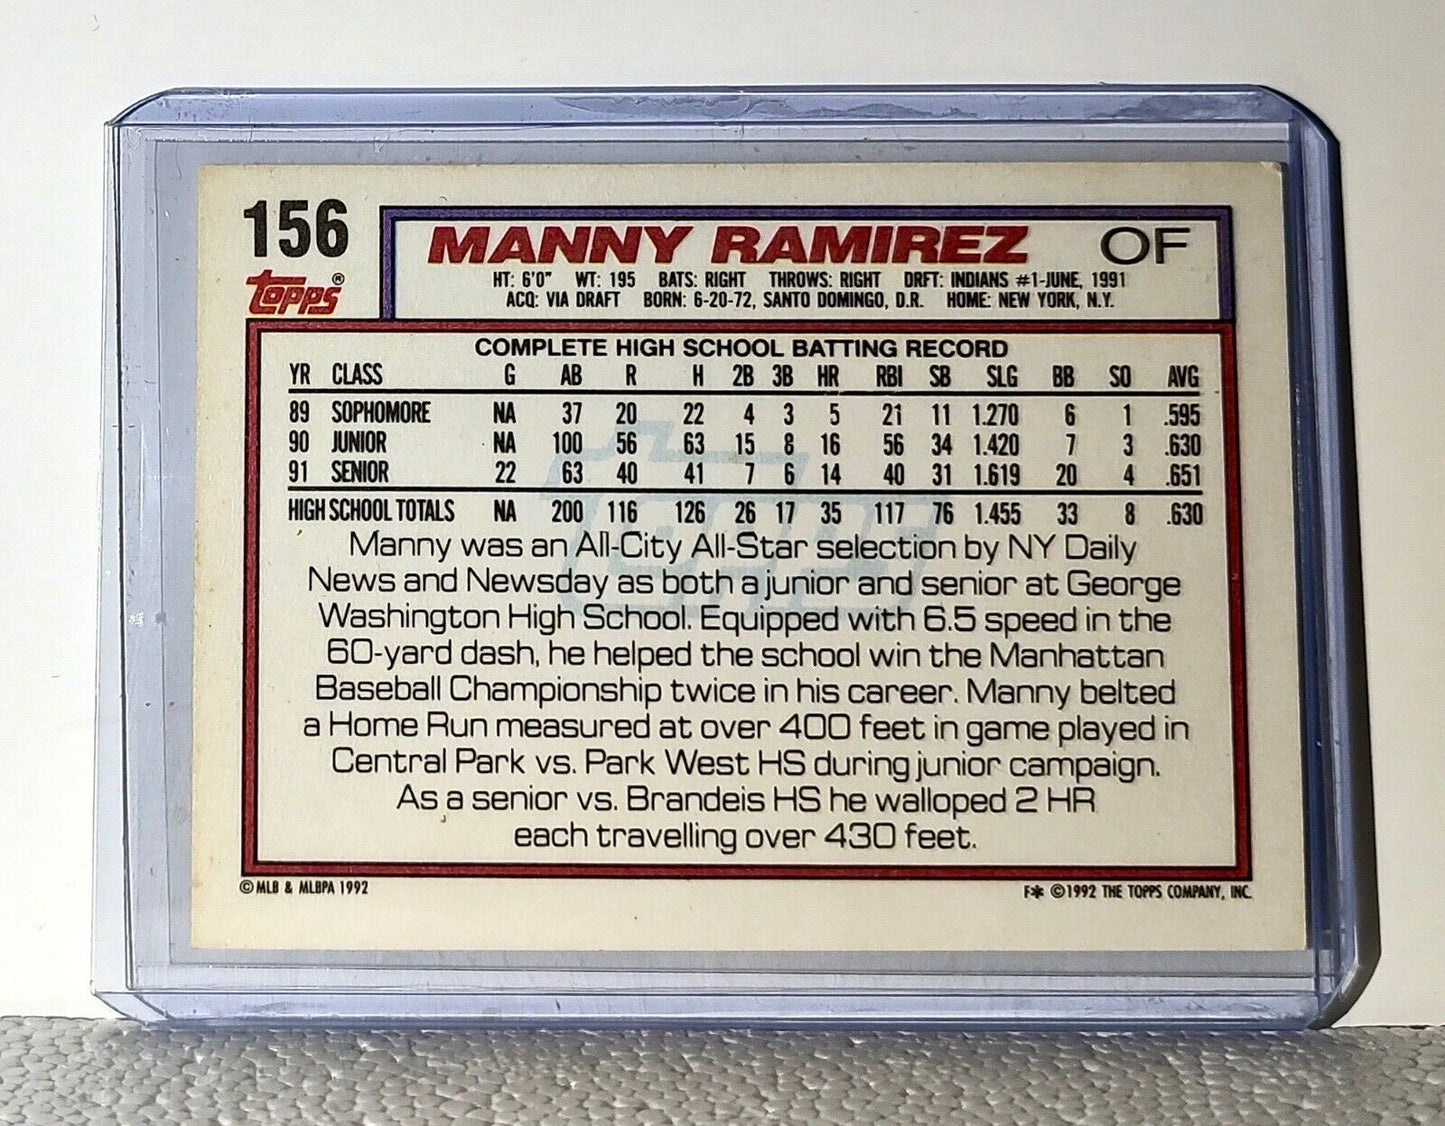 156
MANNY RAMIREZ OF
topps®
HT: 6'0" WT: 195 BATS: RIGHT THROWS: RIGHT DRFT: INDIANS #1-JUNE, 1991
ACQ: VIA DRAFT BORN: 6-20-72, SANTO DOMINGO, D.R. HOME: NEW YORK, N.Y.
COMPLETE HIGH SCHOOL BATTING RECORD
YR CLASS G AB R H 2B 3B HR RBI SB SLG BB SO AVG
89 SOPHOMORE NA 37 20 22 4 3 5 21 11 1.270 6 1 .595
90 JUNIOR NA 100 56 63 15 8 16 56 34 1.420 7 3 .630
91 SENIOR 22 63 40 41 7 6 14 40 31 1.619 20 4 .651
HIGH SCHOOL TOTALS NA 200 116 126 26 17 35 117 76 1.455 33 8 .630
Manny was an All-City All-Star selection by NY Daily
News and Newsday as both a junior and senior at George
Washington High School. Equipped with 6.5 speed in the
60-yard dash, he helped the school win the Manhattan
Baseball Championship twice in his career. Manny belted
a Home Run measured at over 400 feet in game played in
Central Park vs. Park West HS during junior campaign.
As a senior vs. Brandeis HS he walloped 2 HR
each travelling over 430 feet.
© MLB & MLBPA 1992
F✱ © 1992 THE TOPPS COMPANY, INC.